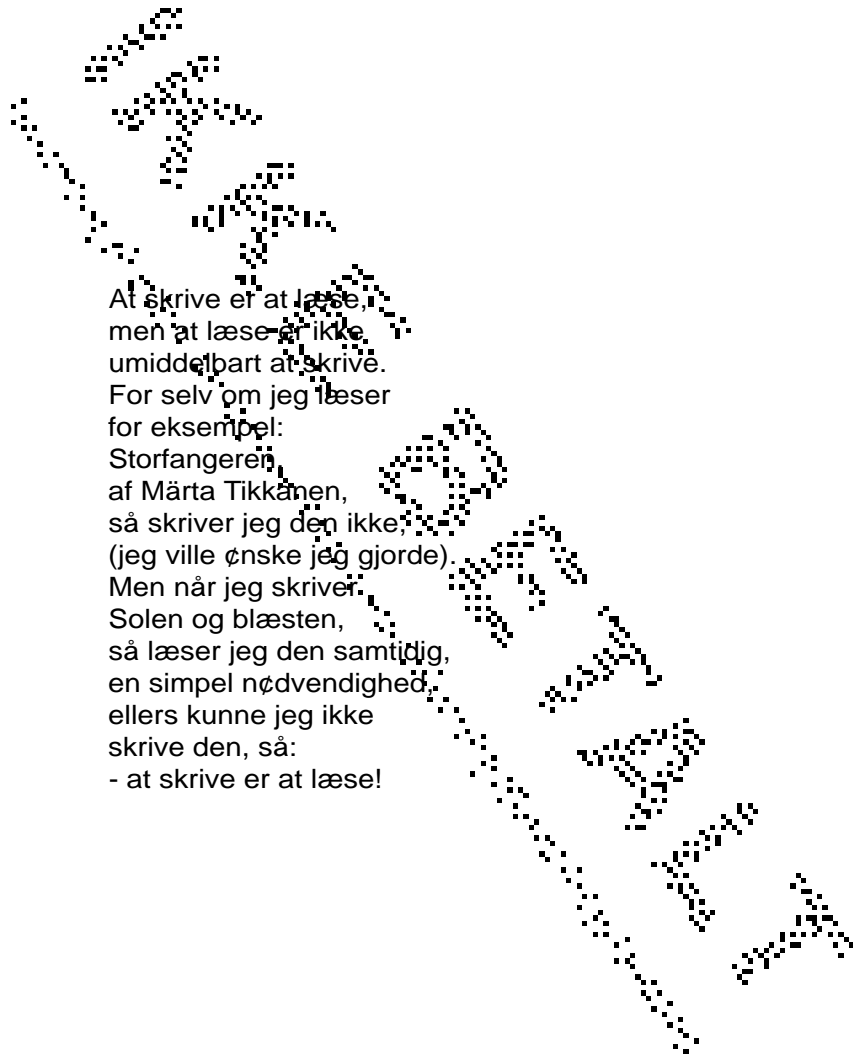 IKKE BETALT
At skrive er at læse,
men at læse er ikke
umiddelbart at skrive.
For selv om jeg læser
for eksempel:
Storfangeren,
af Märta Tikkanen,
så skriver jeg den ikke,
(jeg ville ¢nske jeg gjorde).
Men når jeg skriver
Solen og blæsten,
så læser jeg den samtidig,
en simpel n¢dvendighed,
ellers kunne jeg ikke
skrive den, så:
- at skrive er at læse!